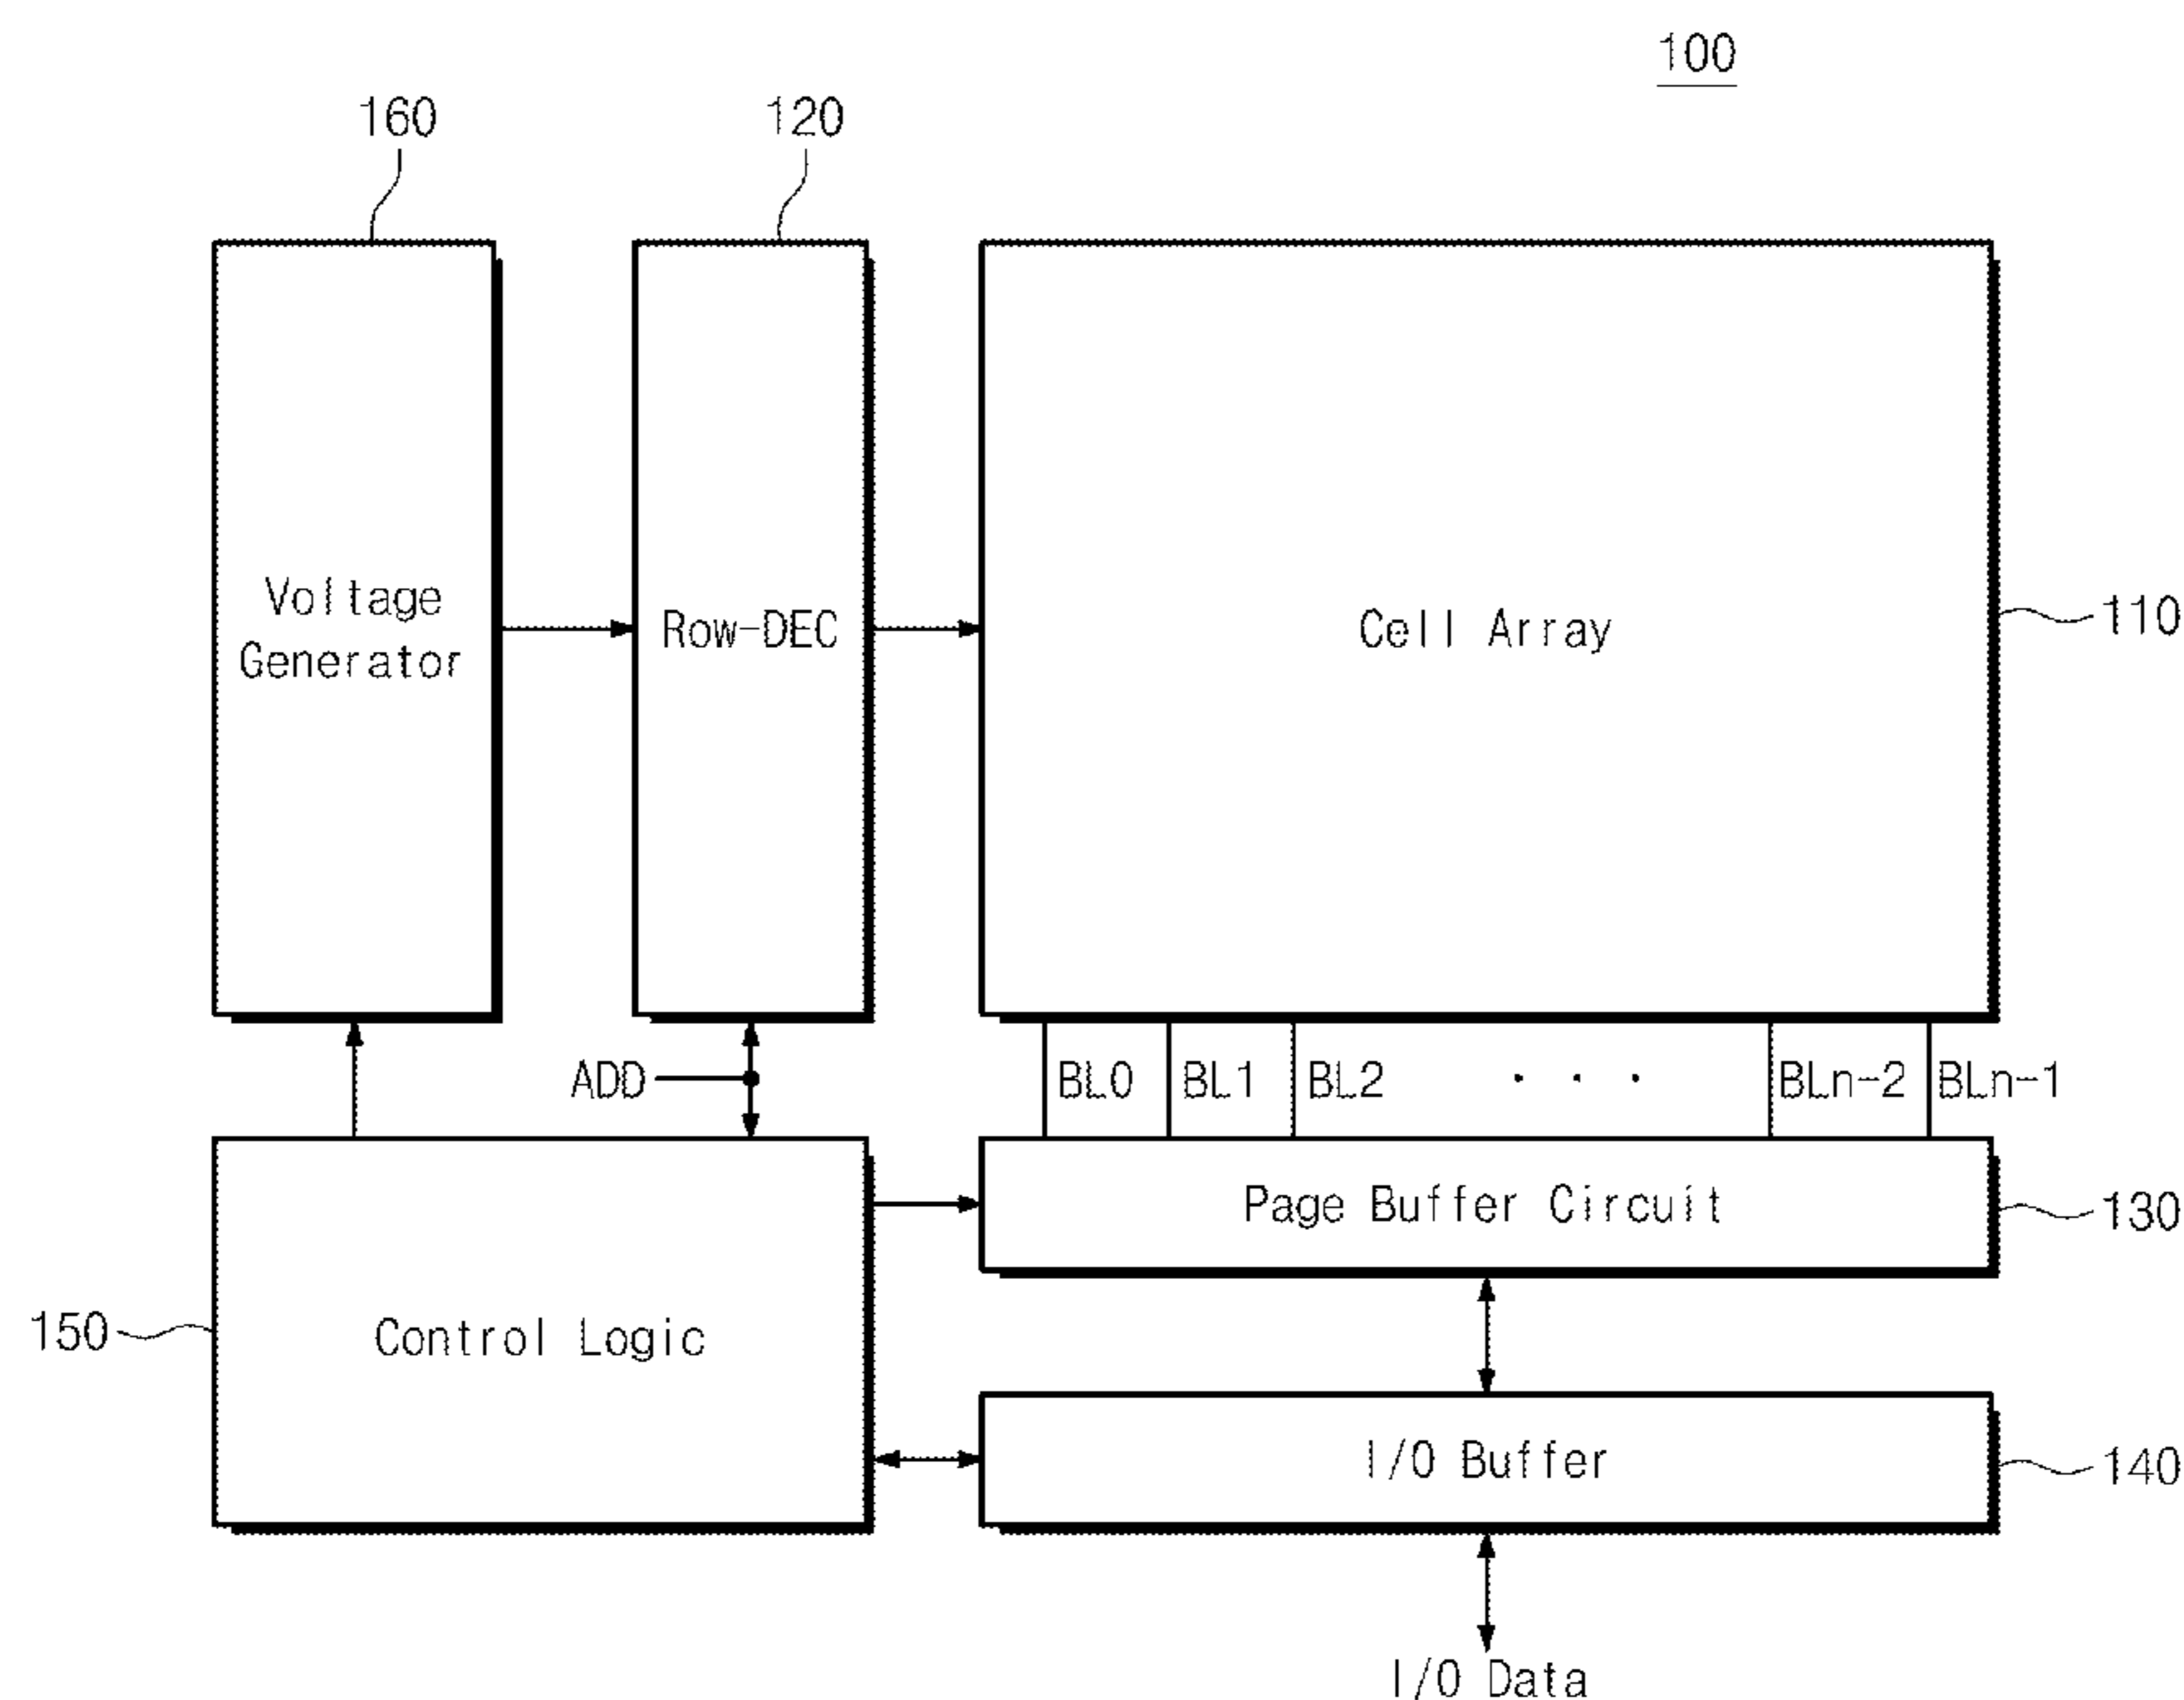 100
160
120
Voltage
Generator
Row-DEC
Cell Array
110
ADD
BL0
BL1
BL2
. . .
BLn-2
BLn-1
Page Buffer Circuit
130
150
Control Logic
I/O Buffer
140
I/O Data